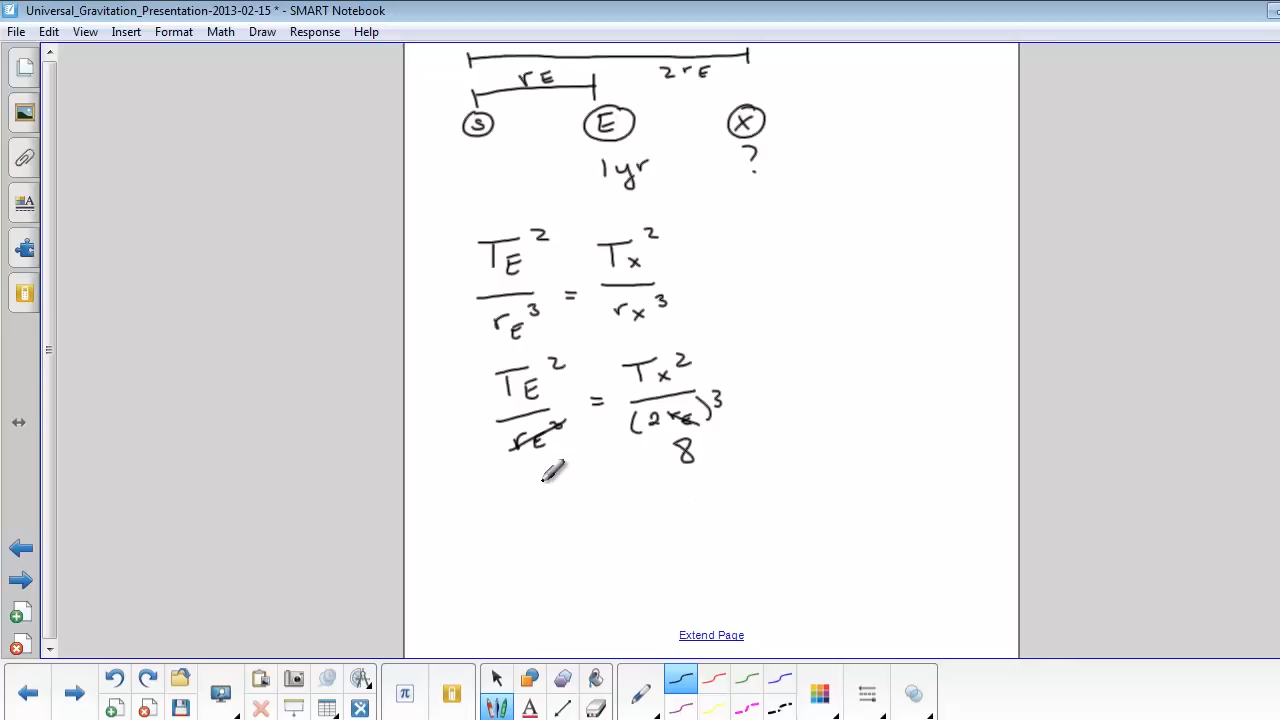 Universal_Gravitation_Presentation-2013-02-15 * - SMART Notebook
File Edit View Insert Format Math Draw Response Help
rE 2rE
S E X
1yr ?
TE² = Tx²
rE³ rx³
TE² = Tx²
rE³ (2rE)³
8
Extend Page
π A